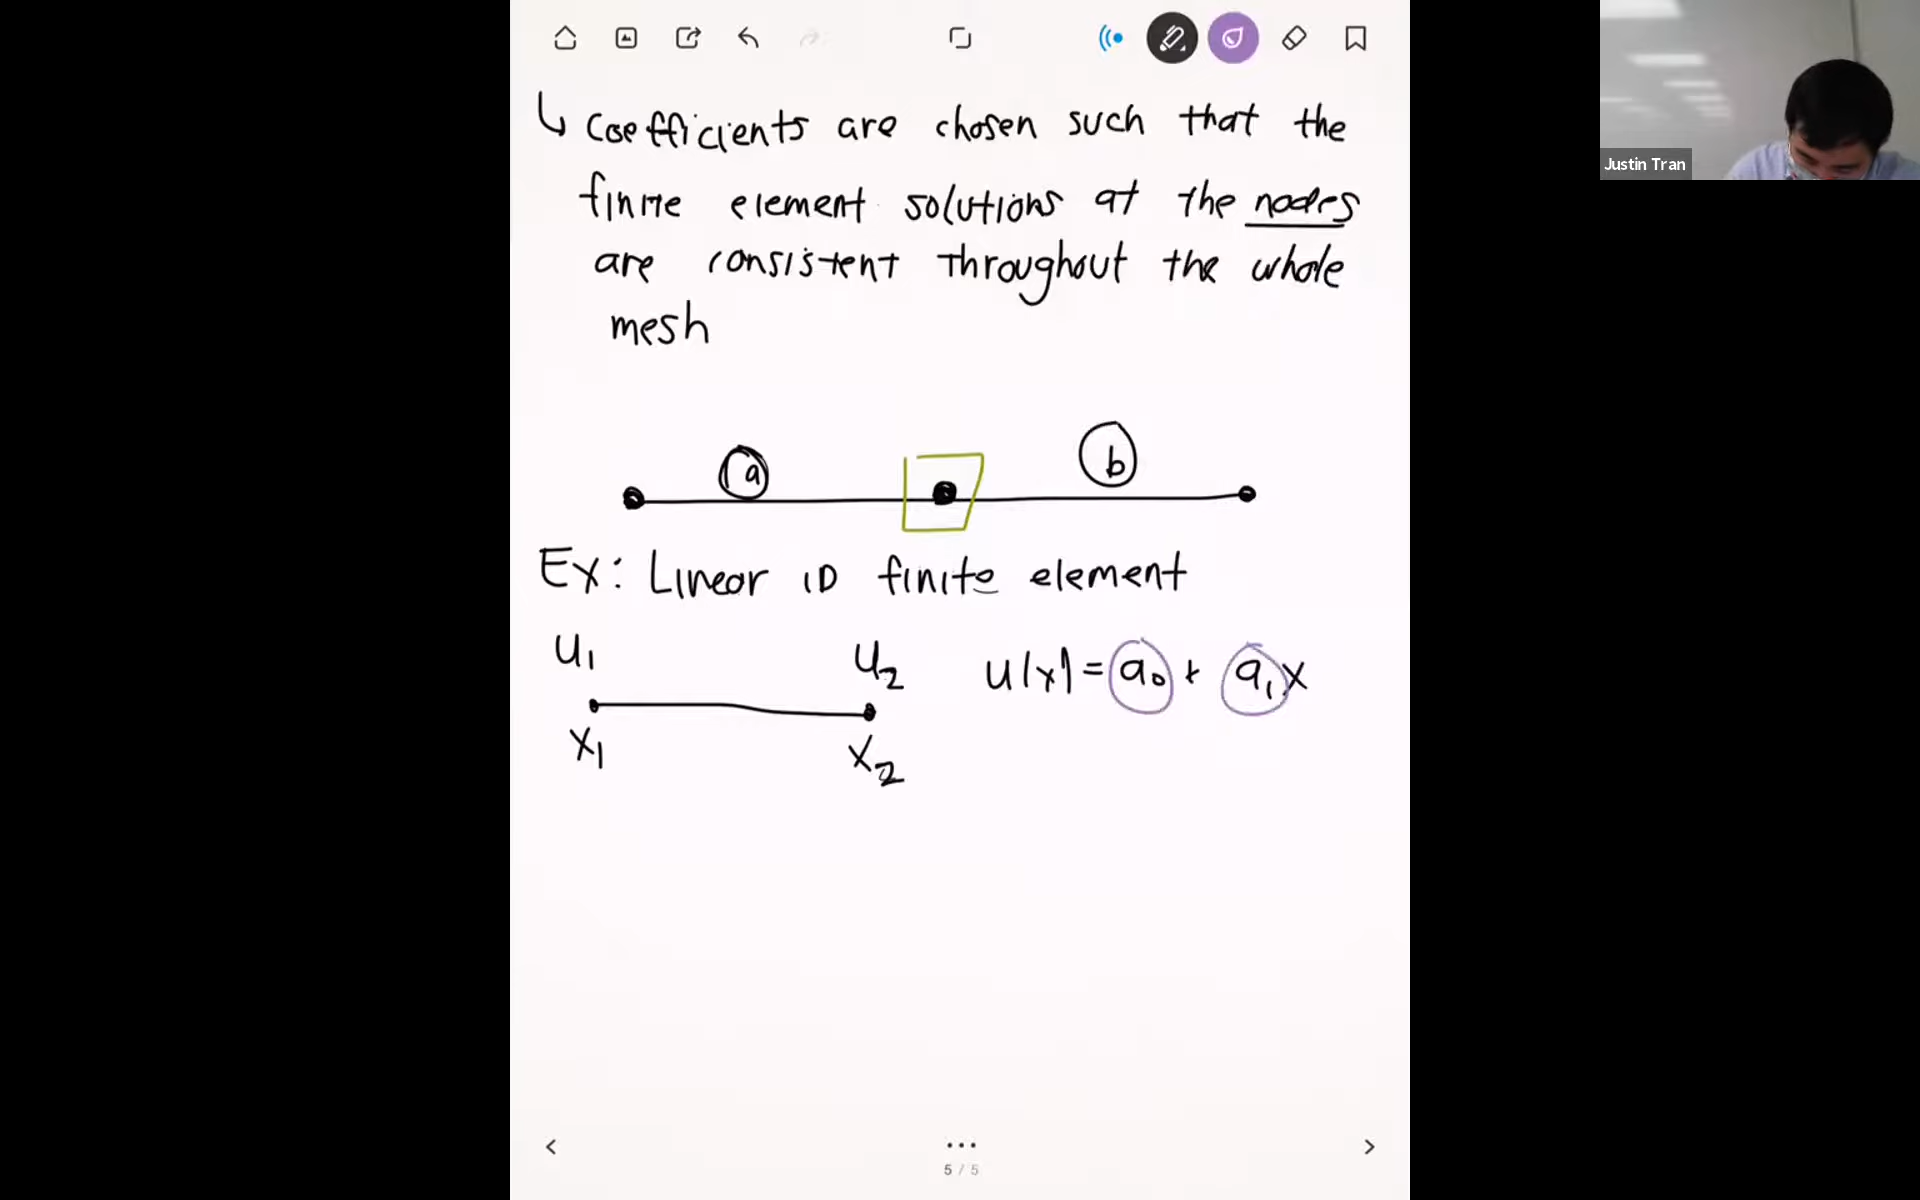 ↳ Coefficients are chosen such that the
finite element solutions at the nodes
are consistent throughout the whole
mesh
a
b
Ex: Linear 1D finite element
u₁
u₂
u(x) = a₀ + a₁x
x₁
x₂
5 / 5
Justin Tran